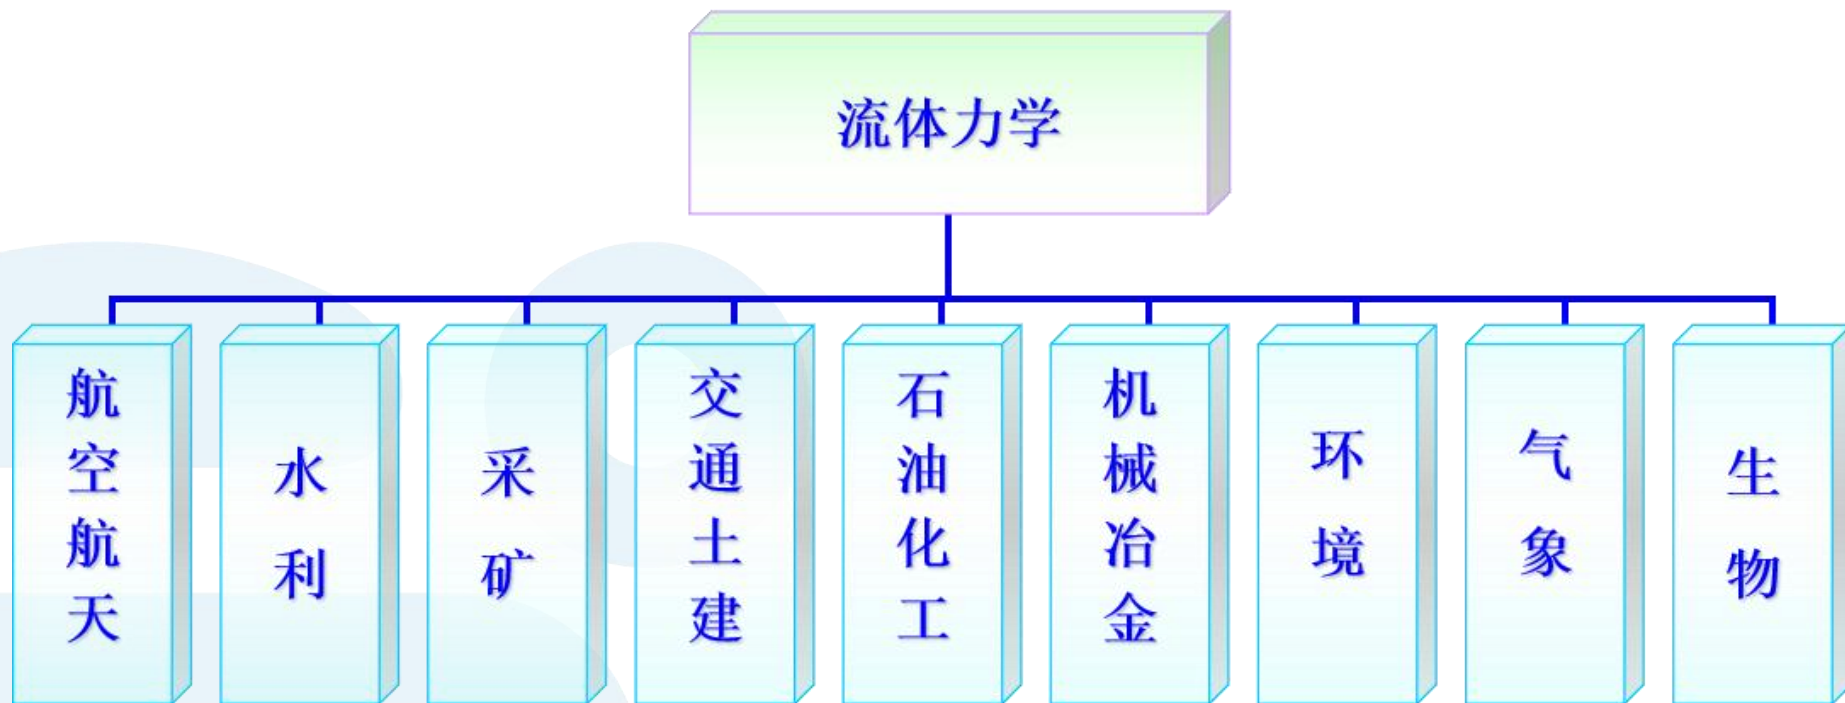 流体力学
航空航天
水利
采矿
交通土建
石油化工
机械冶金
环境
气象
生物